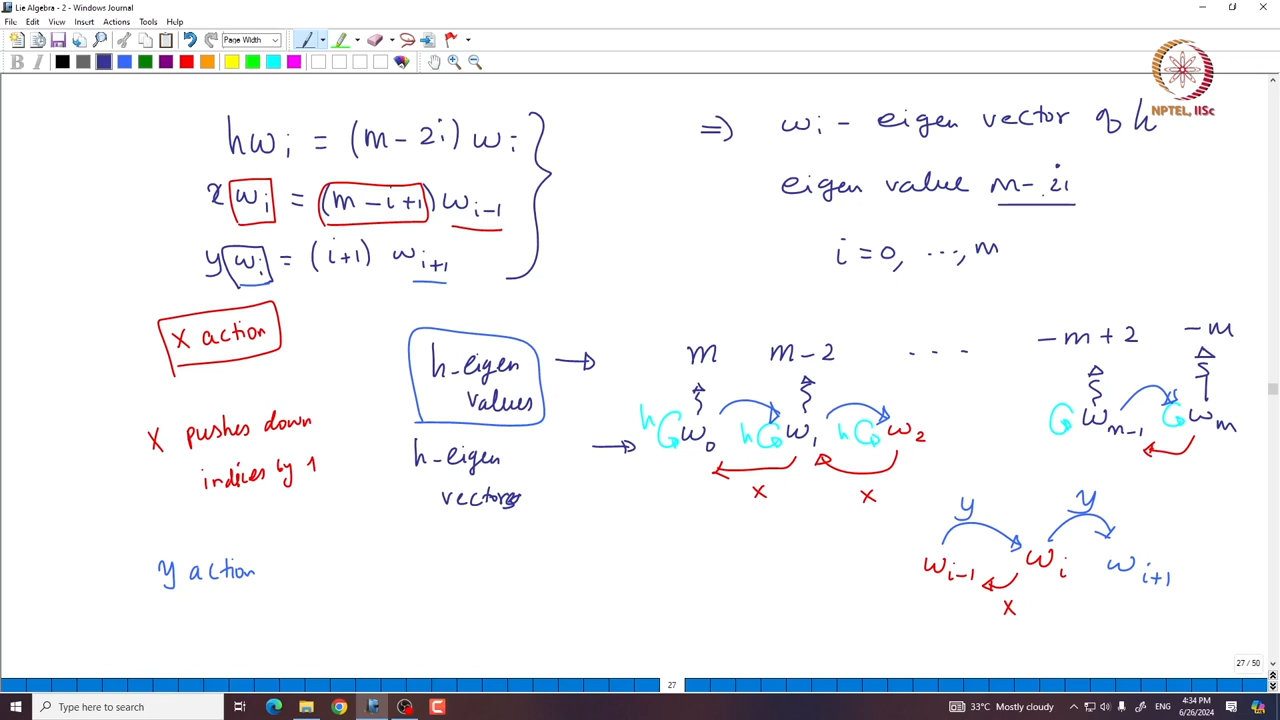 Lie Algebra - 2 - Windows Journal
File Edit View Insert Actions Tools Help
Page Width
NPTEL, IISc
hw_i = (m-2i) w_i
x w_i = (m-i+1) w_{i-1}
y w_i = (i+1) w_{i+1}
⇒ w_i - eigen vector of h
eigen value m-2i
i = 0, ..., m
X action
h-eigen values → m m-2 ... -m+2 -m
h-eigen vectors → h w_0 h w_1 h w_2 w_{m-1} w_m
x x
X pushes down
indices by 1
y y
w_{i-1} w_i w_{i+1}
x
y action
27 / 50
27
Type here to search
33°C Mostly cloudy
ENG
4:34 PM
6/26/2024